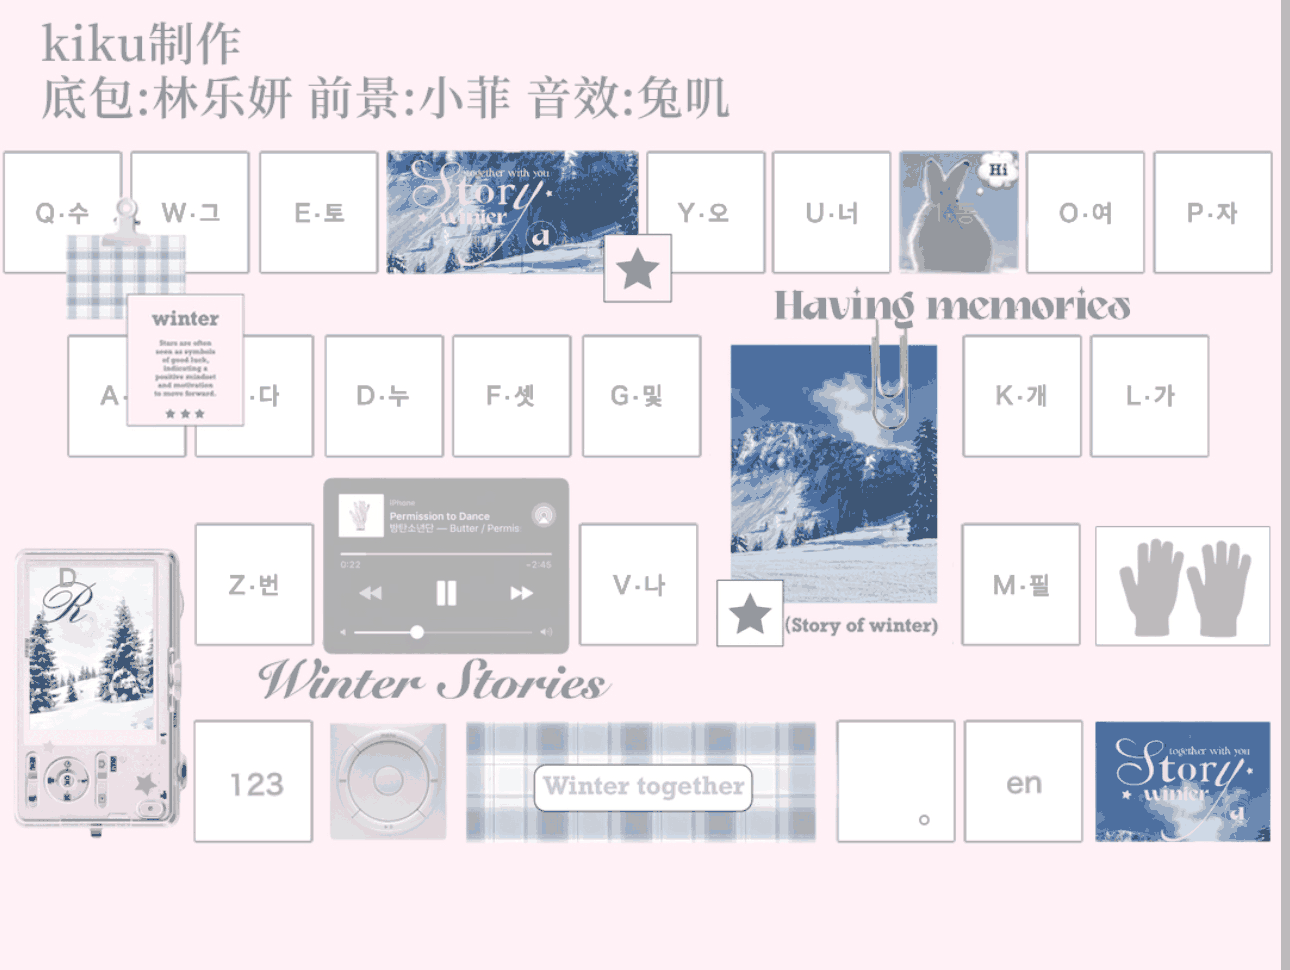 kiku制作
底包:林乐妍 前景:小菲 音效:兔叽
Q·수
W·그
E·토
together with you
Story
winter
a
Y·오
U·너
Hi
O·여
P·자
Having memories
winter
Stars are often
seen as symbols
of good luck,
indicating a
positive mindset
and motivation
to move forward.
A·
·다
D·누
F·셋
G·및
K·개
L·가
iPhone
Permission to Dance
방탄소년단 — Butter / Permis
0:22
-2:45
D
R
Z·번
V·나
(Story of winter)
M·필
Winter Stories
OK
123
Winter together
。
en
together with you
Story
winter
a